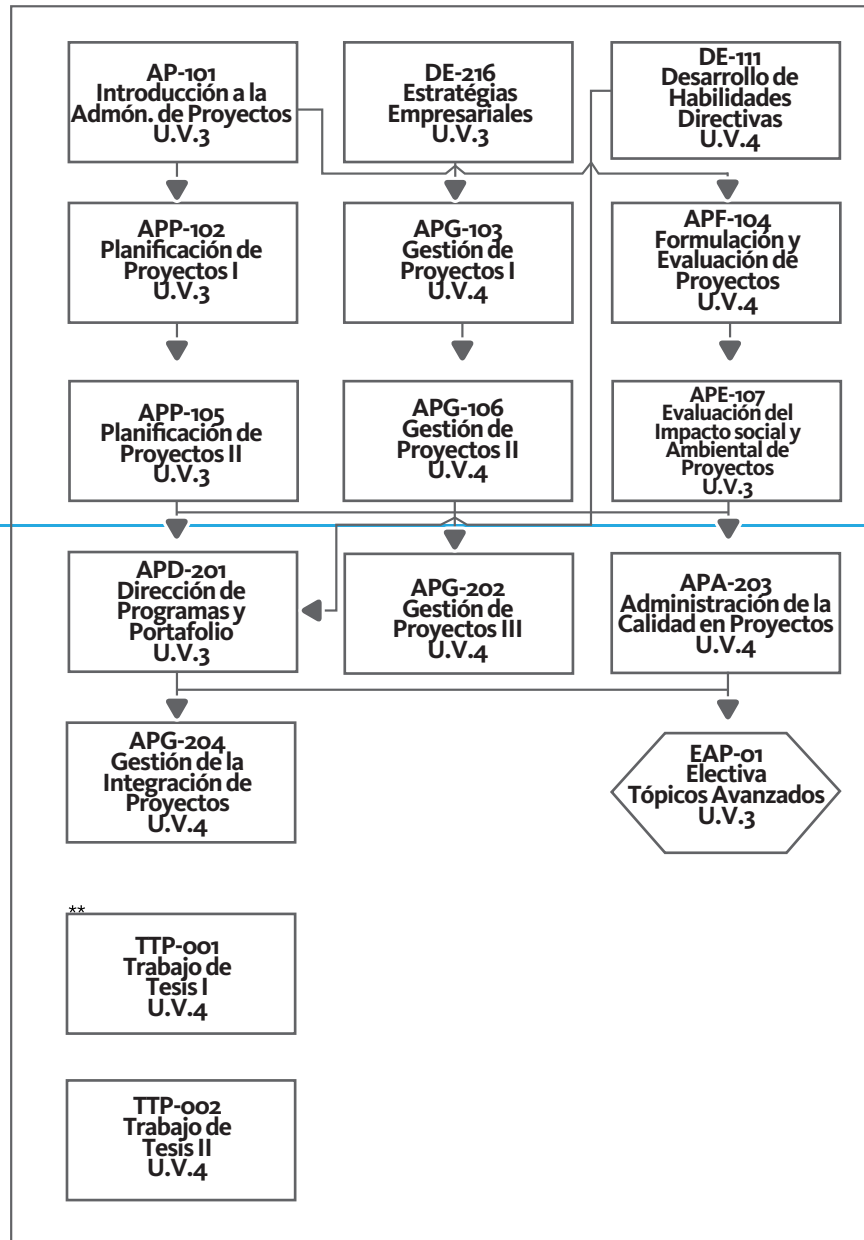 AP-101
Introducción a la
Admón. de Proyectos
U.V.3
DE-216
Estratégias
Empresariales
U.V.3
DE-111
Desarrollo de
Habilidades
Directivas
U.V.4
APP-102
Planificación de
Proyectos I
U.V.3
APG-103
Gestión de
Proyectos I
U.V.4
APF-104
Formulación y
Evaluación de
Proyectos
U.V.4
APP-105
Planificación de
Proyectos II
U.V.3
APG-106
Gestión de
Proyectos II
U.V.4
APE-107
Evaluación del
Impacto social y
Ambiental de
Proyectos
U.V.3
APD-201
Dirección de
Programas y
Portafolio
U.V.3
APG-202
Gestión de
Proyectos III
U.V.4
APA-203
Administración de la
Calidad en Proyectos
U.V.4
APG-204
Gestión de la
Integración de
Proyectos
U.V.4
EAP-01
Electiva
Tópicos Avanzados
U.V.3
**
TTP-001
Trabajo de
Tesis I
U.V.4
TTP-002
Trabajo de
Tesis II
U.V.4